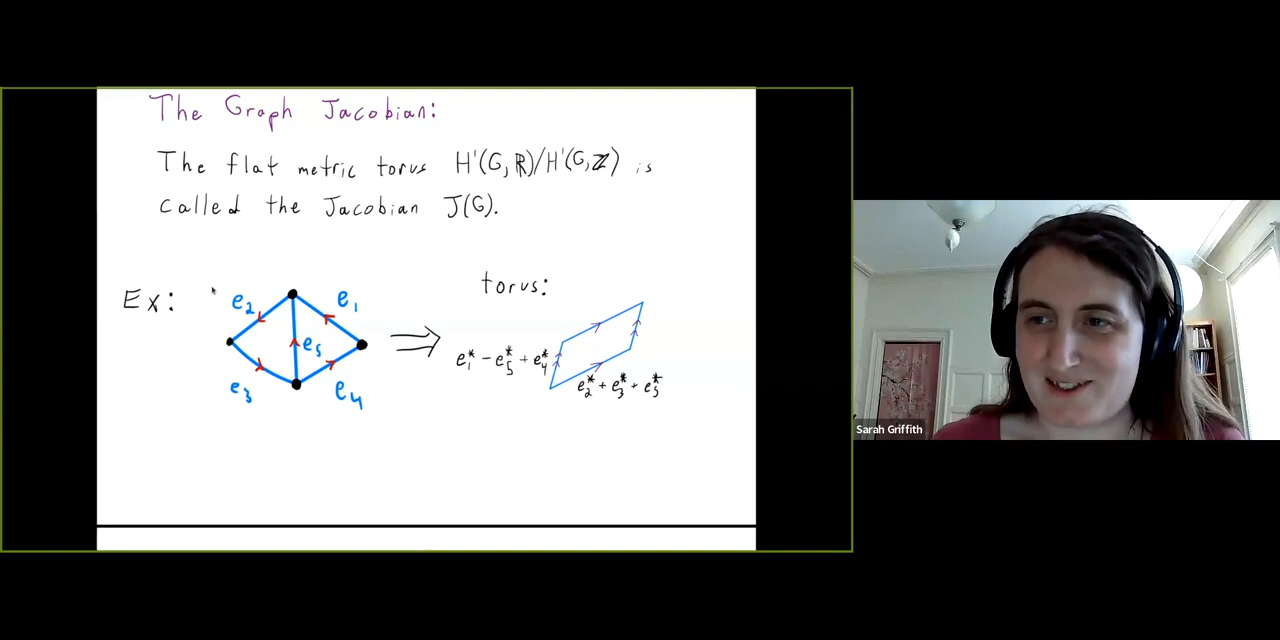 The Graph Jacobian:
The flat metric torus H¹(G,ℝ)/H¹(G,ℤ) is
called the Jacobian J(G).
Ex:
e₂
e₁
e₅
e₃
e₄
torus:
e₁* - e₅* + e₄*
e₂* + e₃* + e₅*
Sarah Griffith